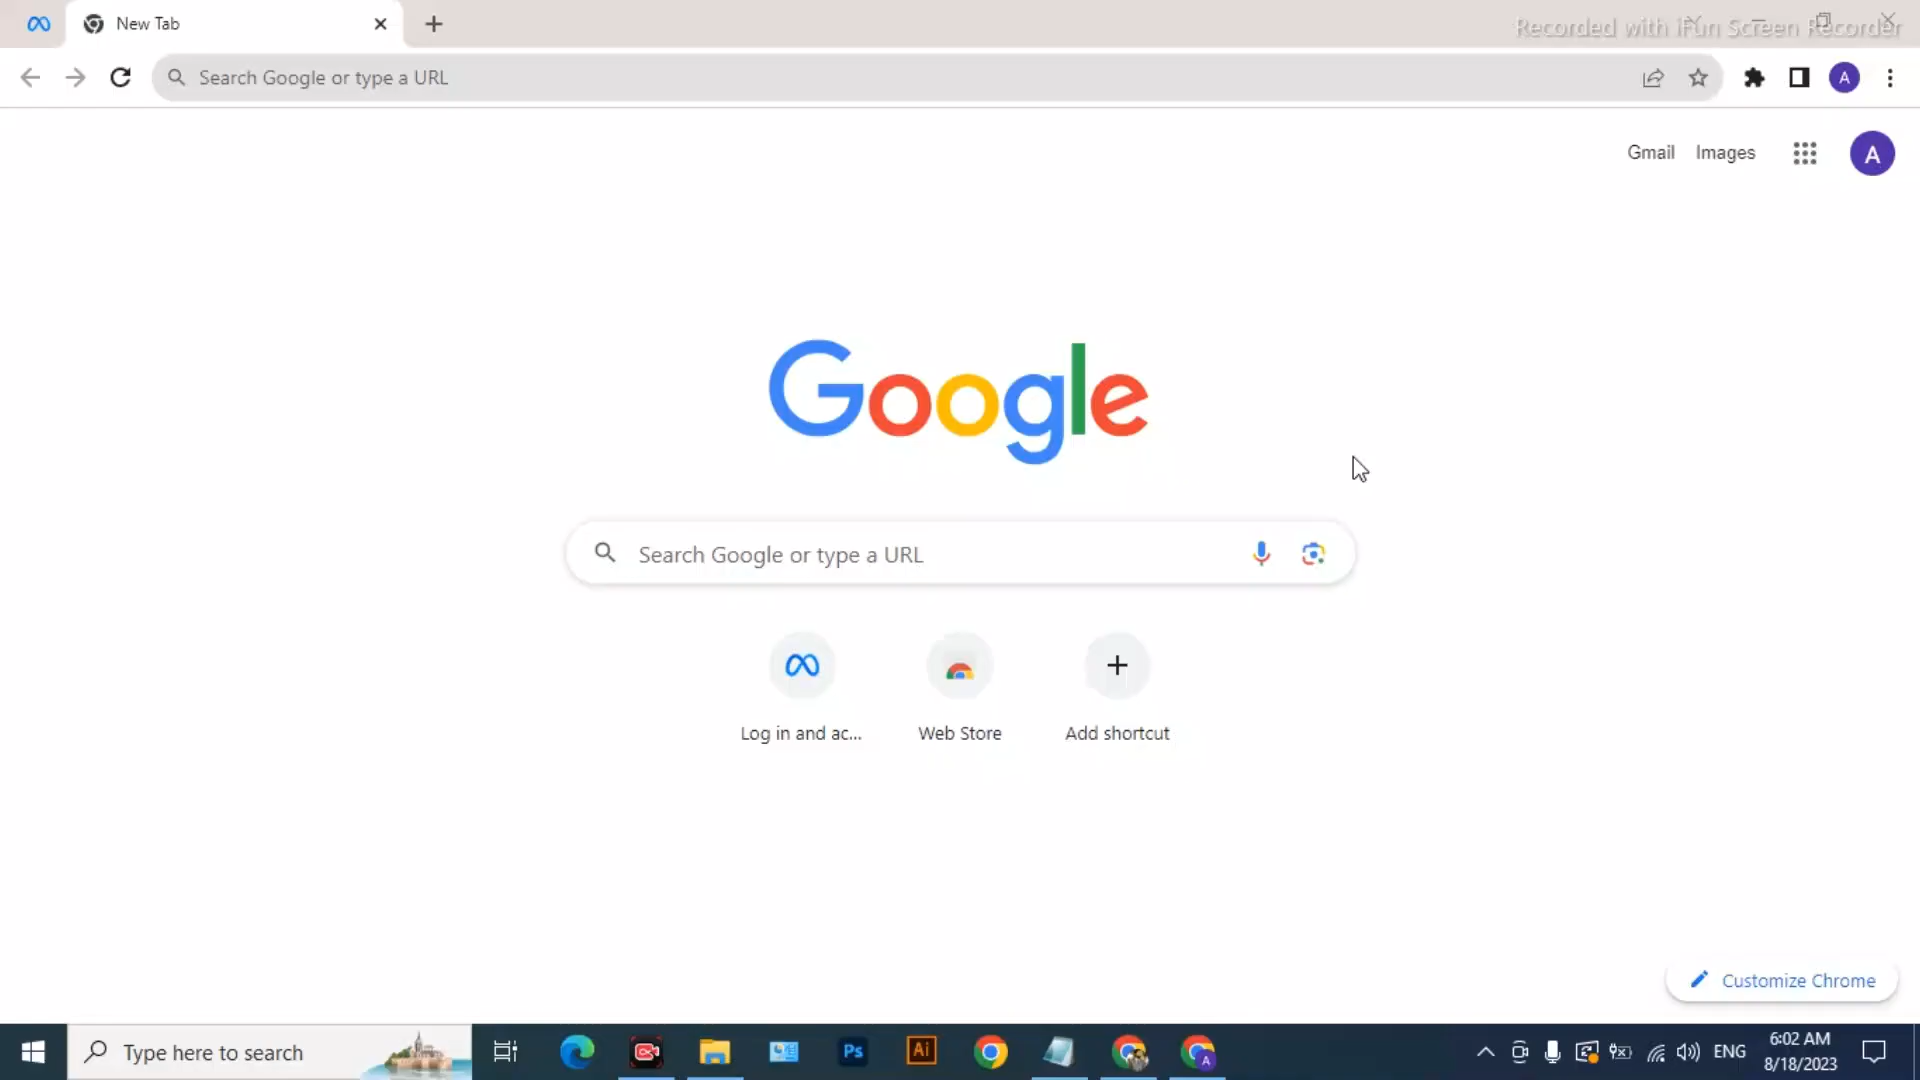 New Tab
Recorded with iFun Screen Recorder
Search Google or type a URL
A
Gmail
Images
A
Google
Search Google or type a URL
Log in and ac...
Web Store
Add shortcut
Customize Chrome
Type here to search
Ps
Ai
A
ENG
6:02 AM
8/18/2023